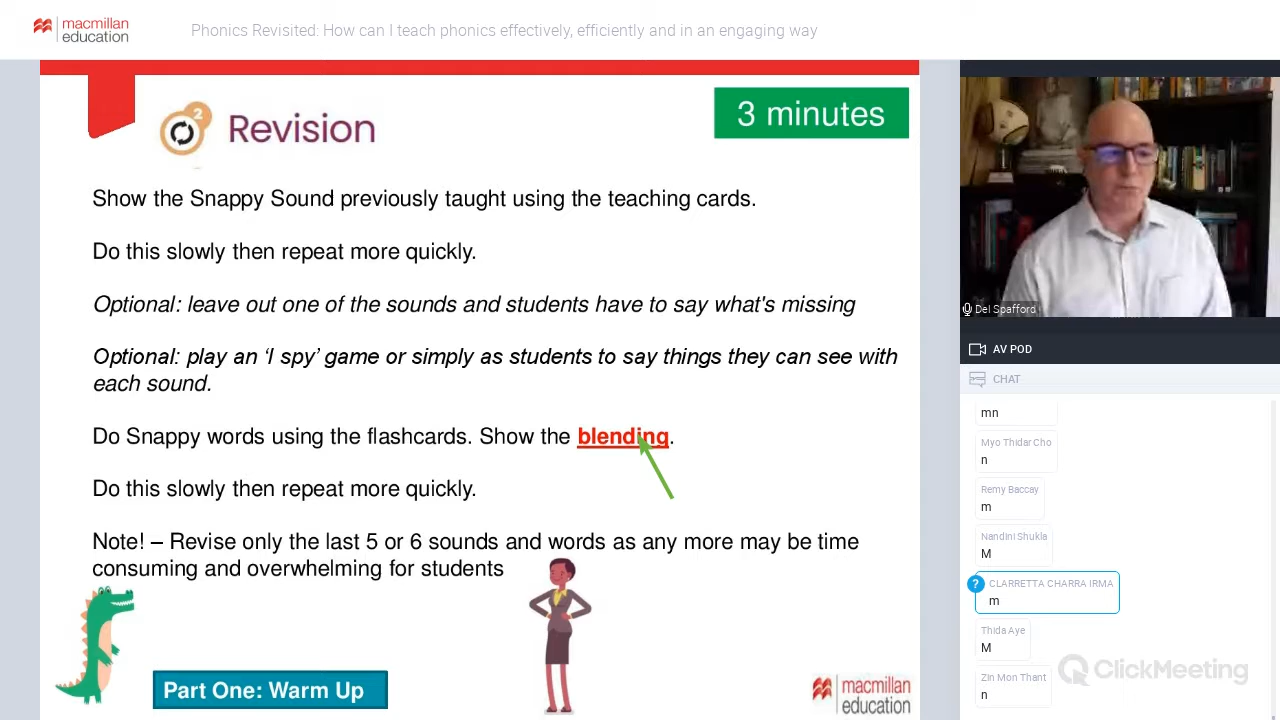 macmillan
education
Phonics Revisited: How can I teach phonics effectively, efficiently and in an engaging way
2
Revision
3 minutes
Show the Snappy Sound previously taught using the teaching cards.
Do this slowly then repeat more quickly.
Optional: leave out one of the sounds and students have to say what's missing
Optional: play an ‘I spy’ game or simply as students to say things they can see with
each sound.
Do Snappy words using the flashcards. Show the blending.
Do this slowly then repeat more quickly.
Note! – Revise only the last 5 or 6 sounds and words as any more may be time
consuming and overwhelming for students
Part One: Warm Up
macmillan
education
Del Spafford
AV POD
CHAT
mn
Myo Thidar Cho
n
Remy Baccay
m
Nandini Shukla
M
?
CLARRETTA CHARRA IRMA
m
Thida Aye
M
Zin Mon Thant
n
ClickMeeting